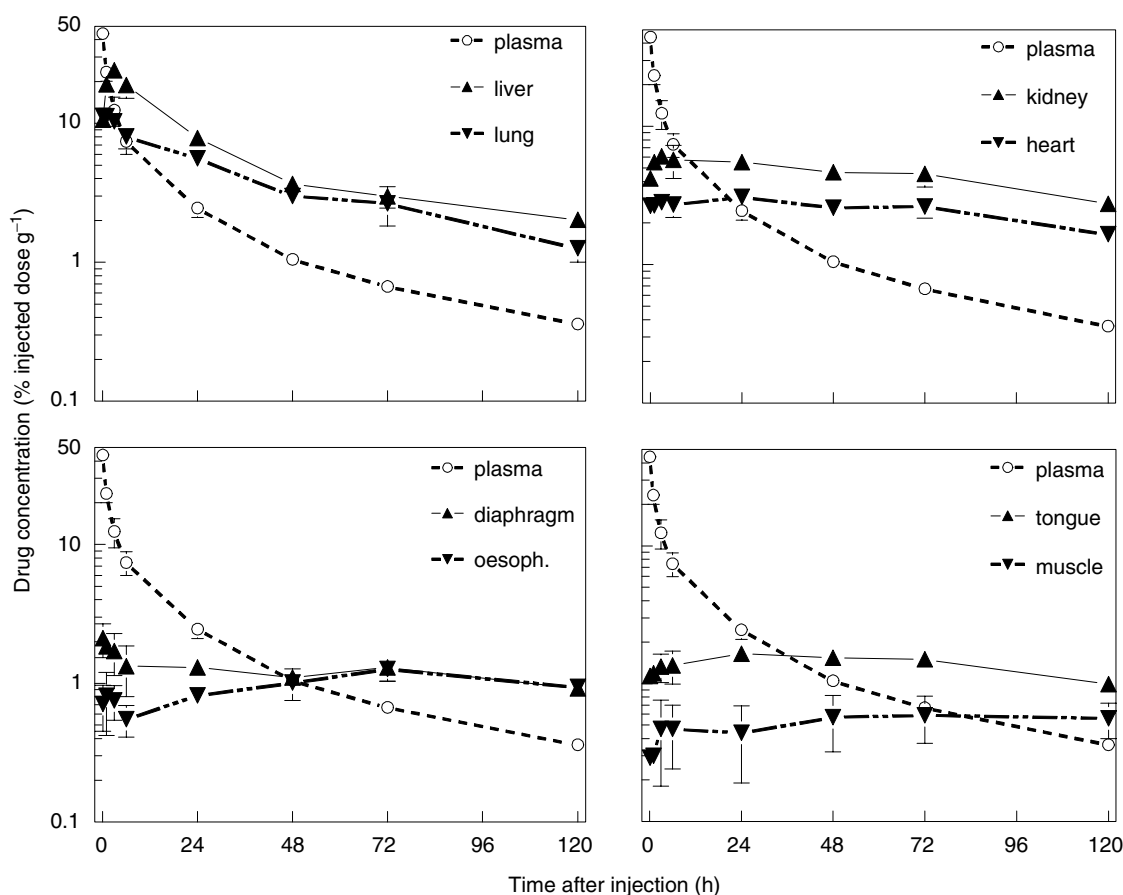 50
10
1
0.1
plasma
liver
lung
plasma
kidney
heart
Drug concentration (% injected dose g⁻¹)
50
10
1
0.1
plasma
diaphragm
oesoph.
plasma
tongue
muscle
0 24 48 72 96 120
0 24 48 72 96 120
Time after injection (h)